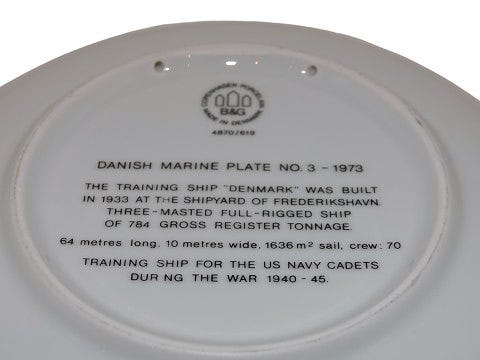 COPENHAGEN PORCELAIN
B&G
MADE IN DENMARK
4870/619
DANISH MARINE PLATE NO. 3 - 1973
THE TRAINING SHIP "DENMARK" WAS BUILT
IN 1933 AT THE SHIPYARD OF FREDERIKSHAVN.
THREE-MASTED FULL-RIGGED SHIP
OF 784 GROSS REGISTER TONNAGE.
64 metres long, 10 metres wide, 1636 m² sail, crew: 70
TRAINING SHIP FOR THE US NAVY CADETS
DURING THE WAR 1940 - 45.